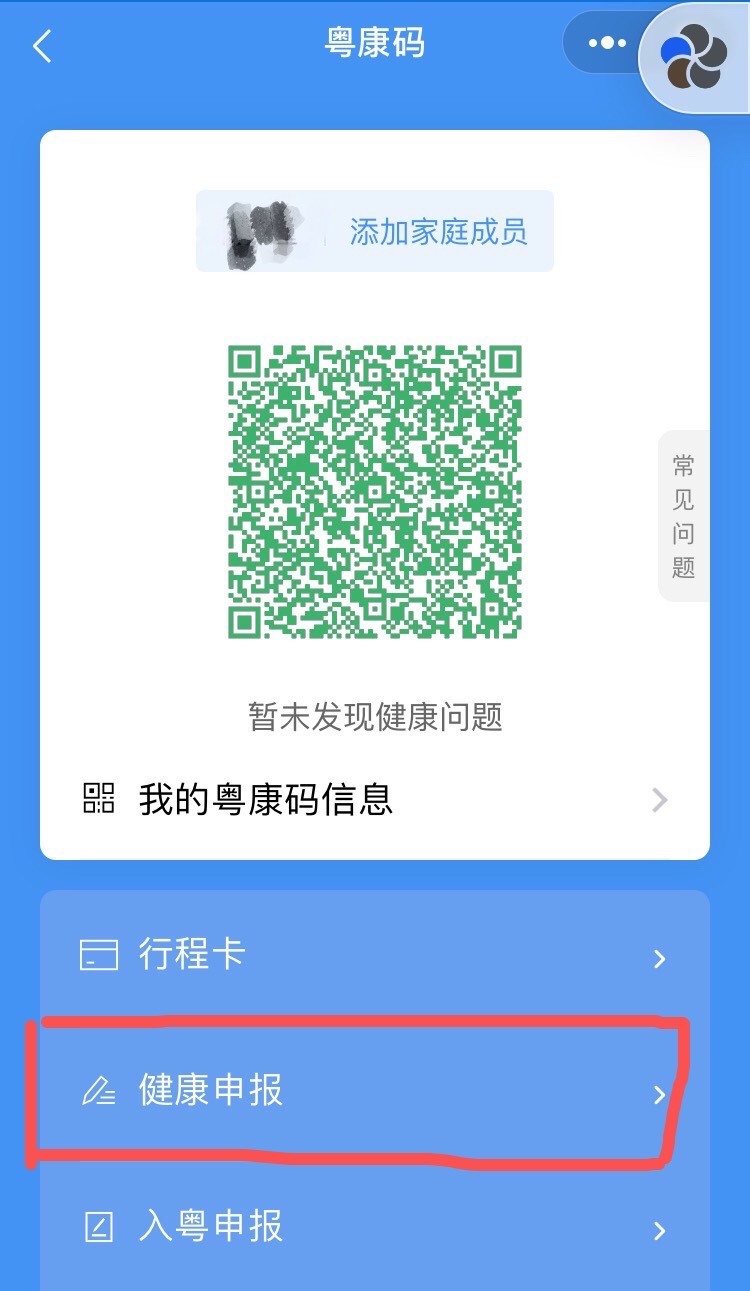 粤康码
添加家庭成员
常见问题
暂未发现健康问题
我的粤康码信息
行程卡
健康申报
入粤申报